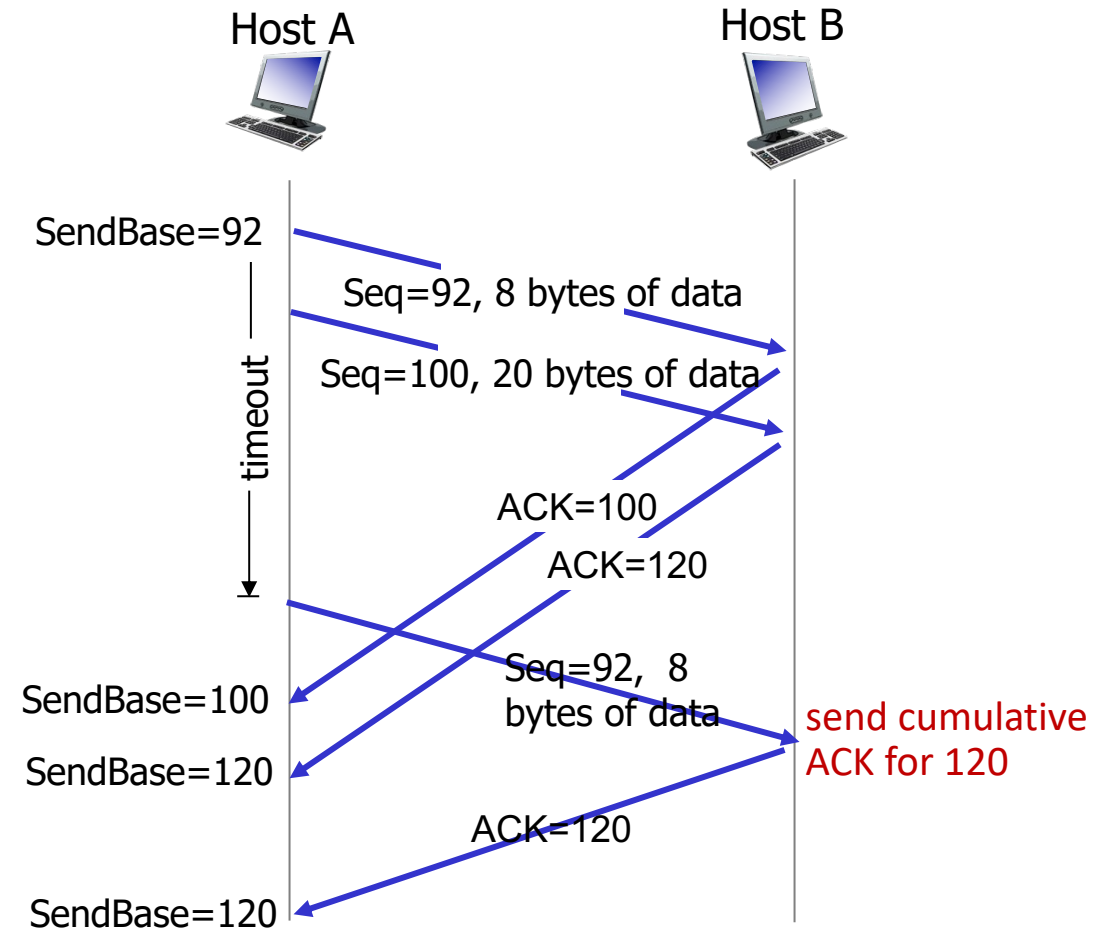 Host A
Host B
SendBase=92
Seq=92, 8 bytes of data
Seq=100, 20 bytes of data
timeout
ACK=100
ACK=120
Seq=92, 8
bytes of data
SendBase=100
send cumulative
ACK for 120
SendBase=120
ACK=120
SendBase=120